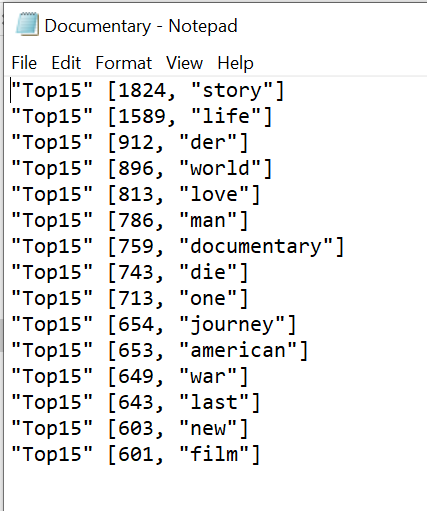 Documentary - Notepad
File Edit Format View Help
"Top15" [1824, "story"]
"Top15" [1589, "life"]
"Top15" [912, "der"]
"Top15" [896, "world"]
"Top15" [813, "love"]
"Top15" [786, "man"]
"Top15" [759, "documentary"]
"Top15" [743, "die"]
"Top15" [713, "one"]
"Top15" [654, "journey"]
"Top15" [653, "american"]
"Top15" [649, "war"]
"Top15" [643, "last"]
"Top15" [603, "new"]
"Top15" [601, "film"]